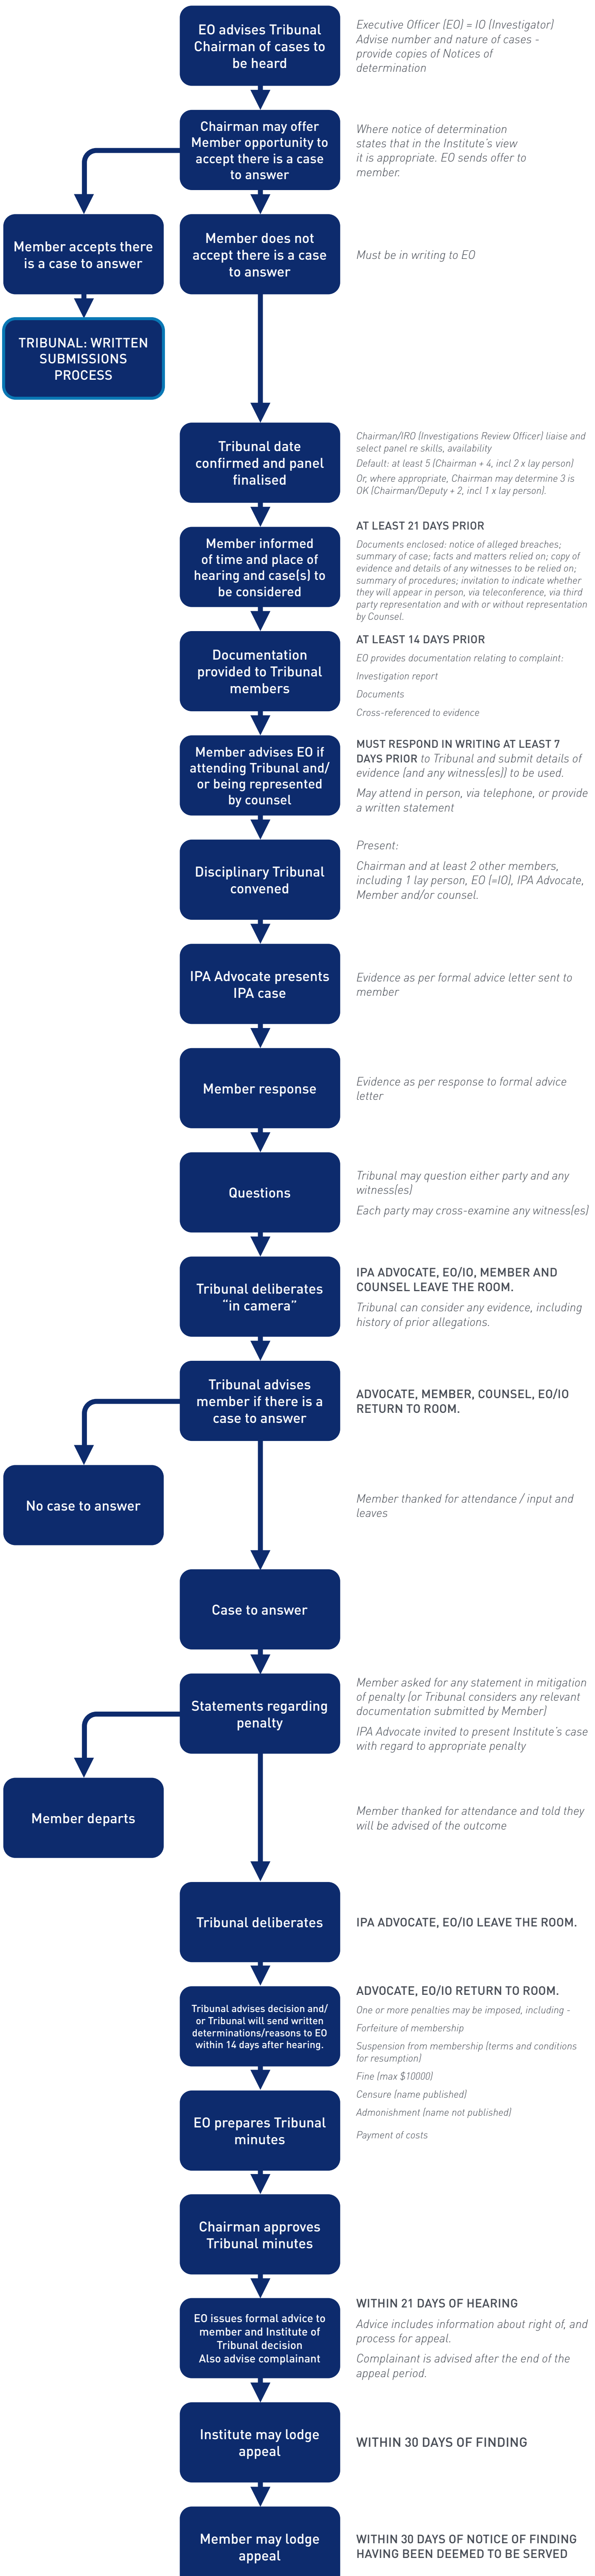 EO advises Tribunal
Chairman of cases to
be heard
Executive Officer (EO) = IO (Investigator)
Advise number and nature of cases -
provide copies of Notices of
determination
Chairman may offer
Member opportunity to
accept there is a case
to answer
Where notice of determination
states that in the Institute's view
it is appropriate. EO sends offer to
member.
Member accepts there
is a case to answer
Member does not
accept there is a case
to answer
Must be in writing to EO
TRIBUNAL: WRITTEN
SUBMISSIONS
PROCESS
Tribunal date
confirmed and panel
finalised
Chairman/IRO (Investigations Review Officer) liaise and
select panel re skills, availability
Default: at least 5 (Chairman + 4, incl 2 x lay person)
Or, where appropriate, Chairman may determine 3 is
OK (Chairman/Deputy + 2, incl 1 x lay person).
Member informed
of time and place of
hearing and case(s) to
be considered
AT LEAST 21 DAYS PRIOR
Documents enclosed: notice of alleged breaches;
summary of case; facts and matters relied on; copy of
evidence and details of any witnesses to be relied on;
summary of procedures; invitation to indicate whether
they will appear in person, via teleconference, via third
party representation and with or without representation
by Counsel.
Documentation
provided to Tribunal
members
AT LEAST 14 DAYS PRIOR
EO provides documentation relating to complaint:
Investigation report
Documents
Cross-referenced to evidence
Member advises EO if
attending Tribunal and/
or being represented
by counsel
MUST RESPOND IN WRITING AT LEAST 7
DAYS PRIOR to Tribunal and submit details of
evidence (and any witness(es)) to be used.
May attend in person, via telephone, or provide
a written statement
Disciplinary Tribunal
convened
Present:
Chairman and at least 2 other members,
including 1 lay person, EO (=IO), IPA Advocate,
Member and/or counsel.
IPA Advocate presents
IPA case
Evidence as per formal advice letter sent to
member
Member response
Evidence as per response to formal advice
letter
Questions
Tribunal may question either party and any
witness(es)
Each party may cross-examine any witness(es)
Tribunal deliberates
"in camera"
IPA ADVOCATE, EO/IO, MEMBER AND
COUNSEL LEAVE THE ROOM.
Tribunal can consider any evidence, including
history of prior allegations.
Tribunal advises
member if there is a
case to answer
ADVOCATE, MEMBER, COUNSEL, EO/IO
RETURN TO ROOM.
No case to answer
Member thanked for attendance / input and
leaves
Case to answer
Statements regarding
penalty
Member asked for any statement in mitigation
of penalty (or Tribunal considers any relevant
documentation submitted by Member)
IPA Advocate invited to present Institute's case
with regard to appropriate penalty
Member departs
Member thanked for attendance and told they
will be advised of the outcome
Tribunal deliberates
IPA ADVOCATE, EO/IO LEAVE THE ROOM.
Tribunal advises decision and/
or Tribunal will send written
determinations/reasons to EO
within 14 days after hearing.
ADVOCATE, EO/IO RETURN TO ROOM.
One or more penalties may be imposed, including -
Forfeiture of membership
Suspension from membership (terms and conditions
for resumption)
Fine (max $10000)
Censure (name published)
Admonishment (name not published)
Payment of costs
EO prepares Tribunal
minutes
Chairman approves
Tribunal minutes
EO issues formal advice to
member and Institute of
Tribunal decision
Also advise complainant
WITHIN 21 DAYS OF HEARING
Advice includes information about right of, and
process for appeal.
Complainant is advised after the end of the
appeal period.
Institute may lodge
appeal
WITHIN 30 DAYS OF FINDING
Member may lodge
appeal
WITHIN 30 DAYS OF NOTICE OF FINDING
HAVING BEEN DEEMED TO BE SERVED